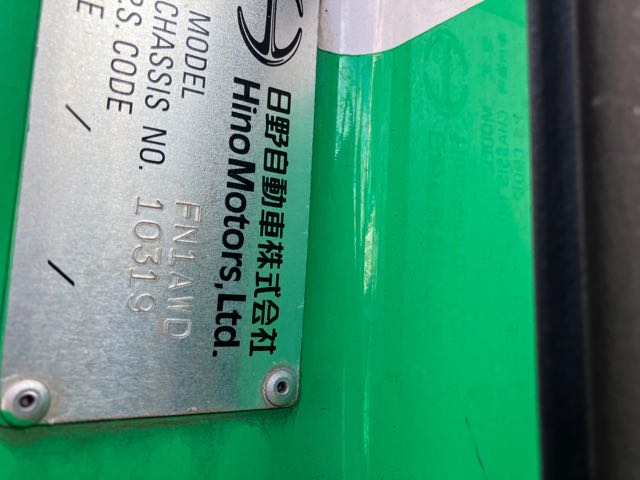 日野自動車株式会社
Hino Motors, Ltd.
MODEL FN1AWD
CHASSIS NO. 10319
.S. CODE
E / /